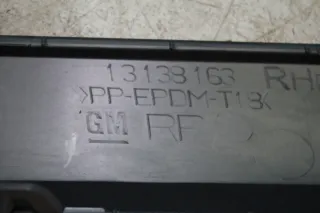 13138163 RH
>PP-EPDM-T18<
GM RF